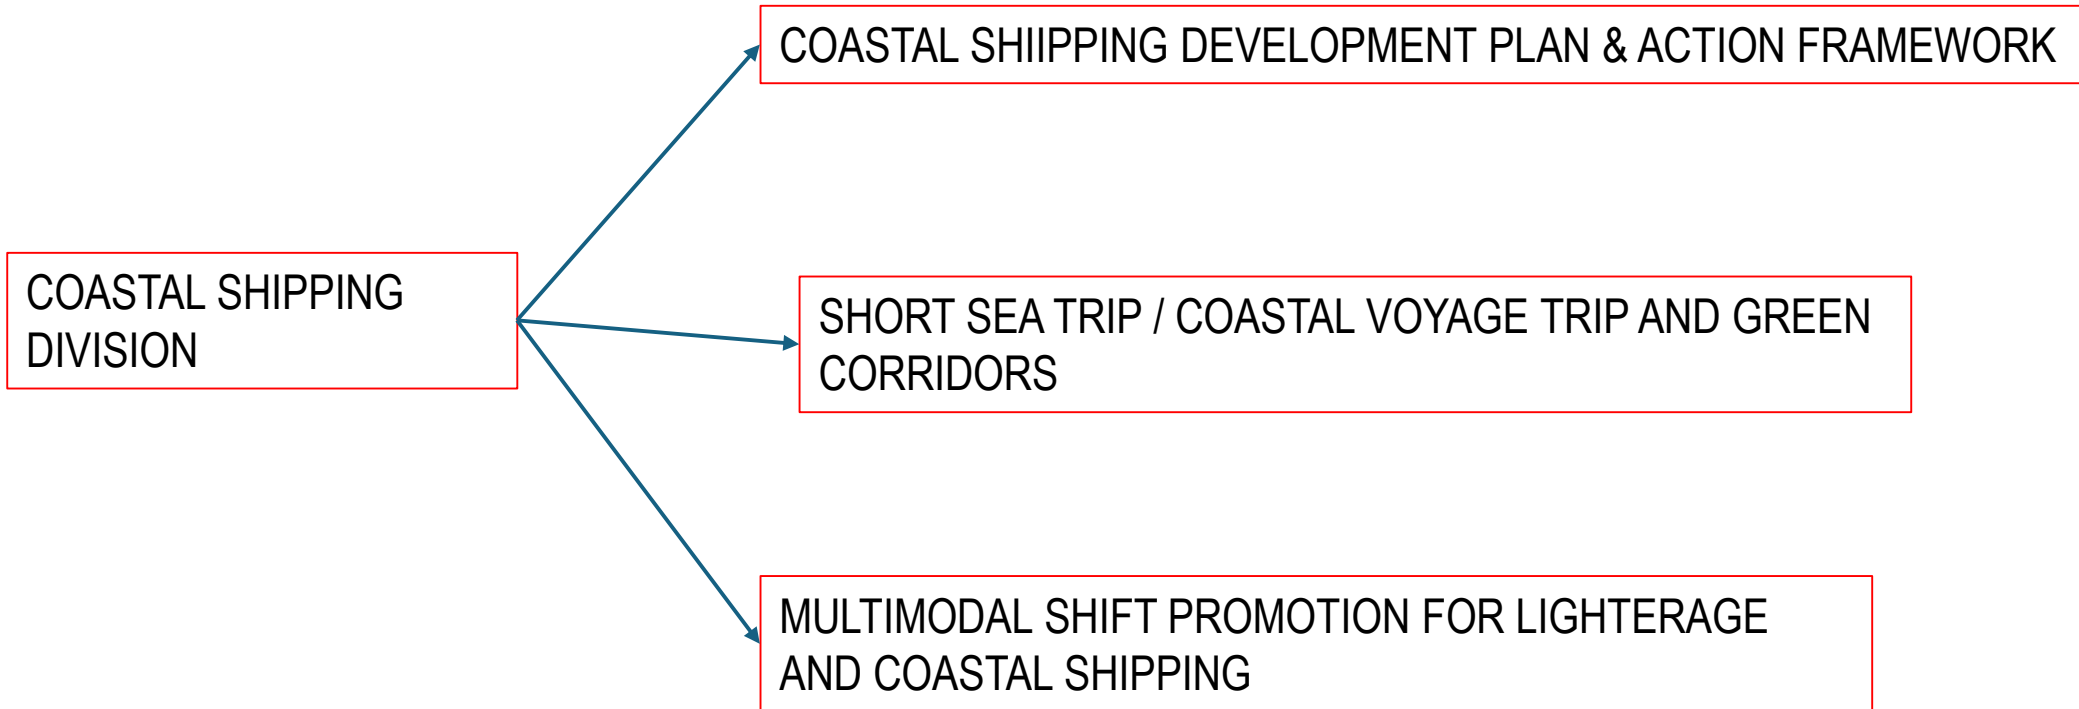 COASTAL SHIIPPING DEVELOPMENT PLAN & ACTION FRAMEWORK
COASTAL SHIPPING
DIVISION
SHORT SEA TRIP / COASTAL VOYAGE TRIP AND GREEN
CORRIDORS
MULTIMODAL SHIFT PROMOTION FOR LIGHTERAGE
AND COASTAL SHIPPING